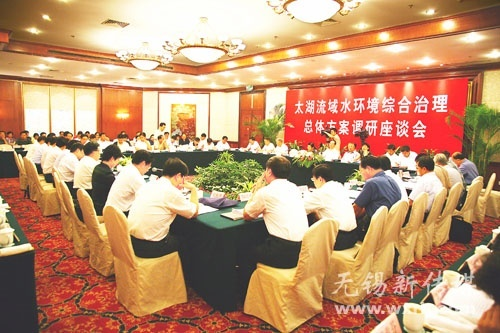 太湖流域水环境综合治理
总体方案调研座谈会
无锡新传媒